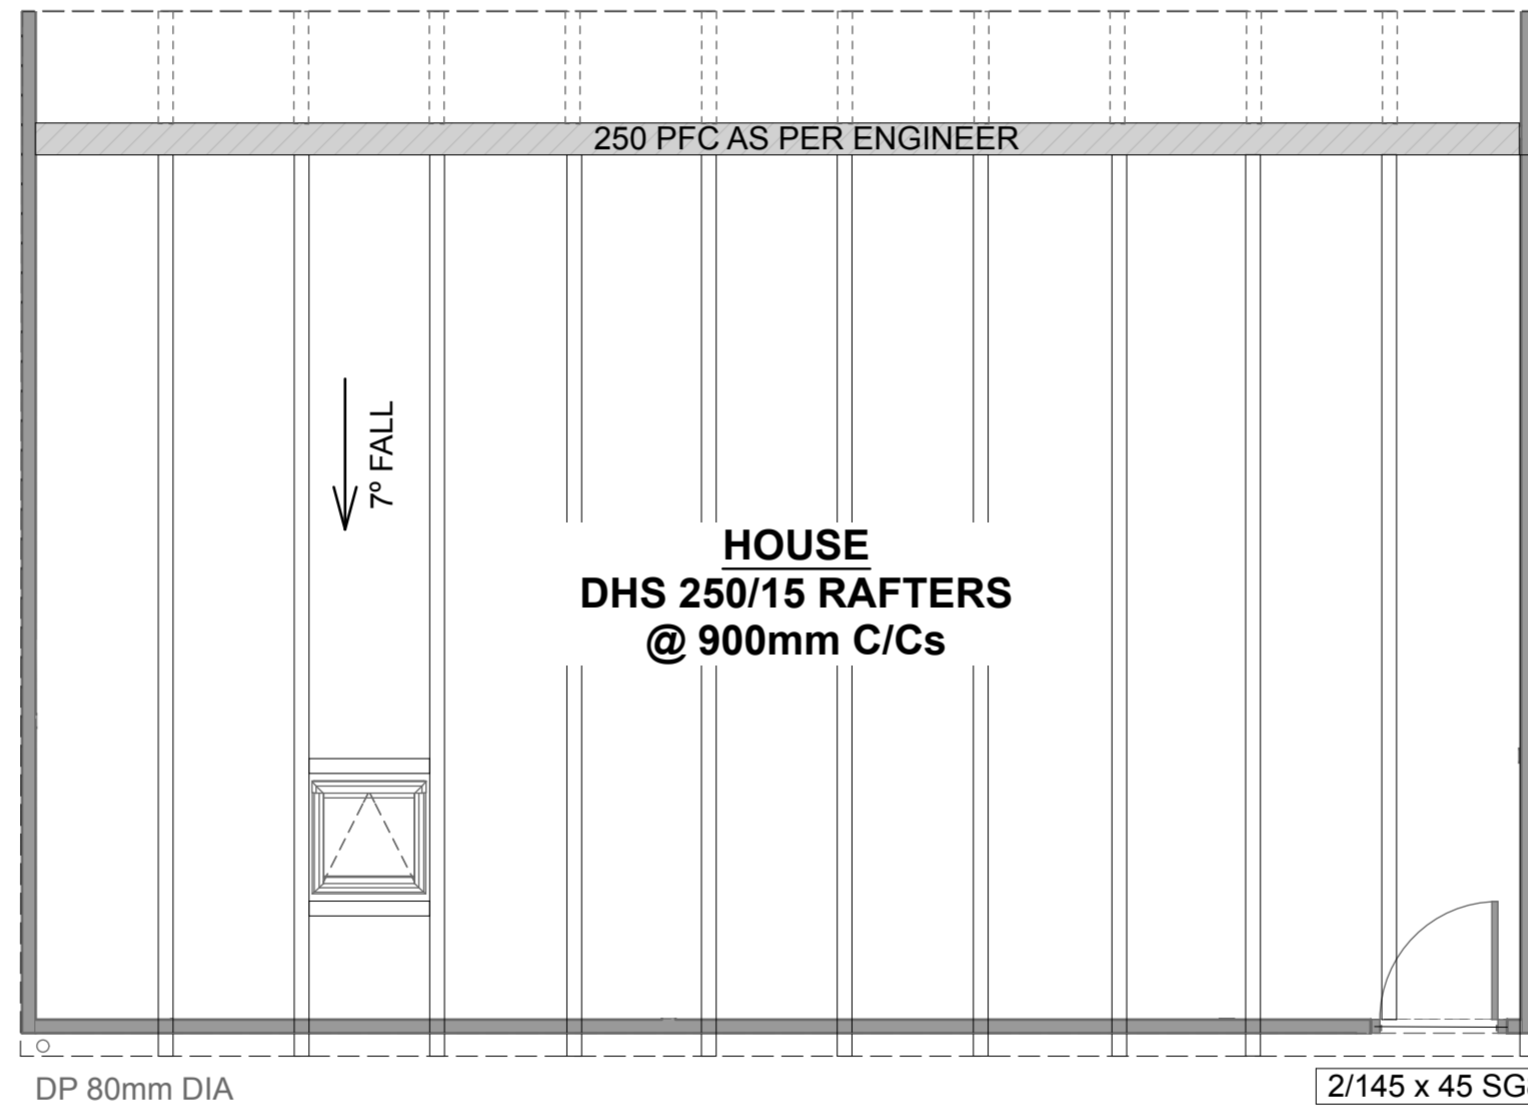 250 PFC AS PER ENGINEER
7º FALL
HOUSE
DHS 250/15 RAFTERS
@ 900mm C/Cs
DP 80mm DIA
2/145 x 45 SG